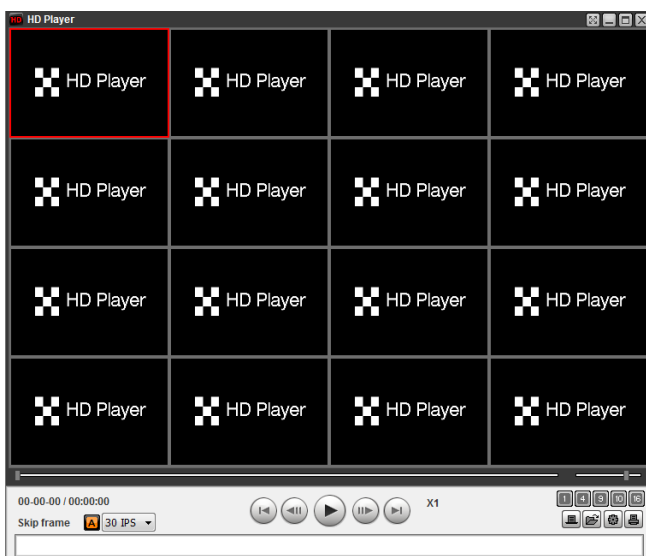 HD HD Player
HD Player HD Player HD Player HD Player
HD Player HD Player HD Player HD Player
HD Player HD Player HD Player HD Player
HD Player HD Player HD Player HD Player
00-00-00 / 00:00:00
X1
1 4 9 10 16
Skip frame A 30 IPS